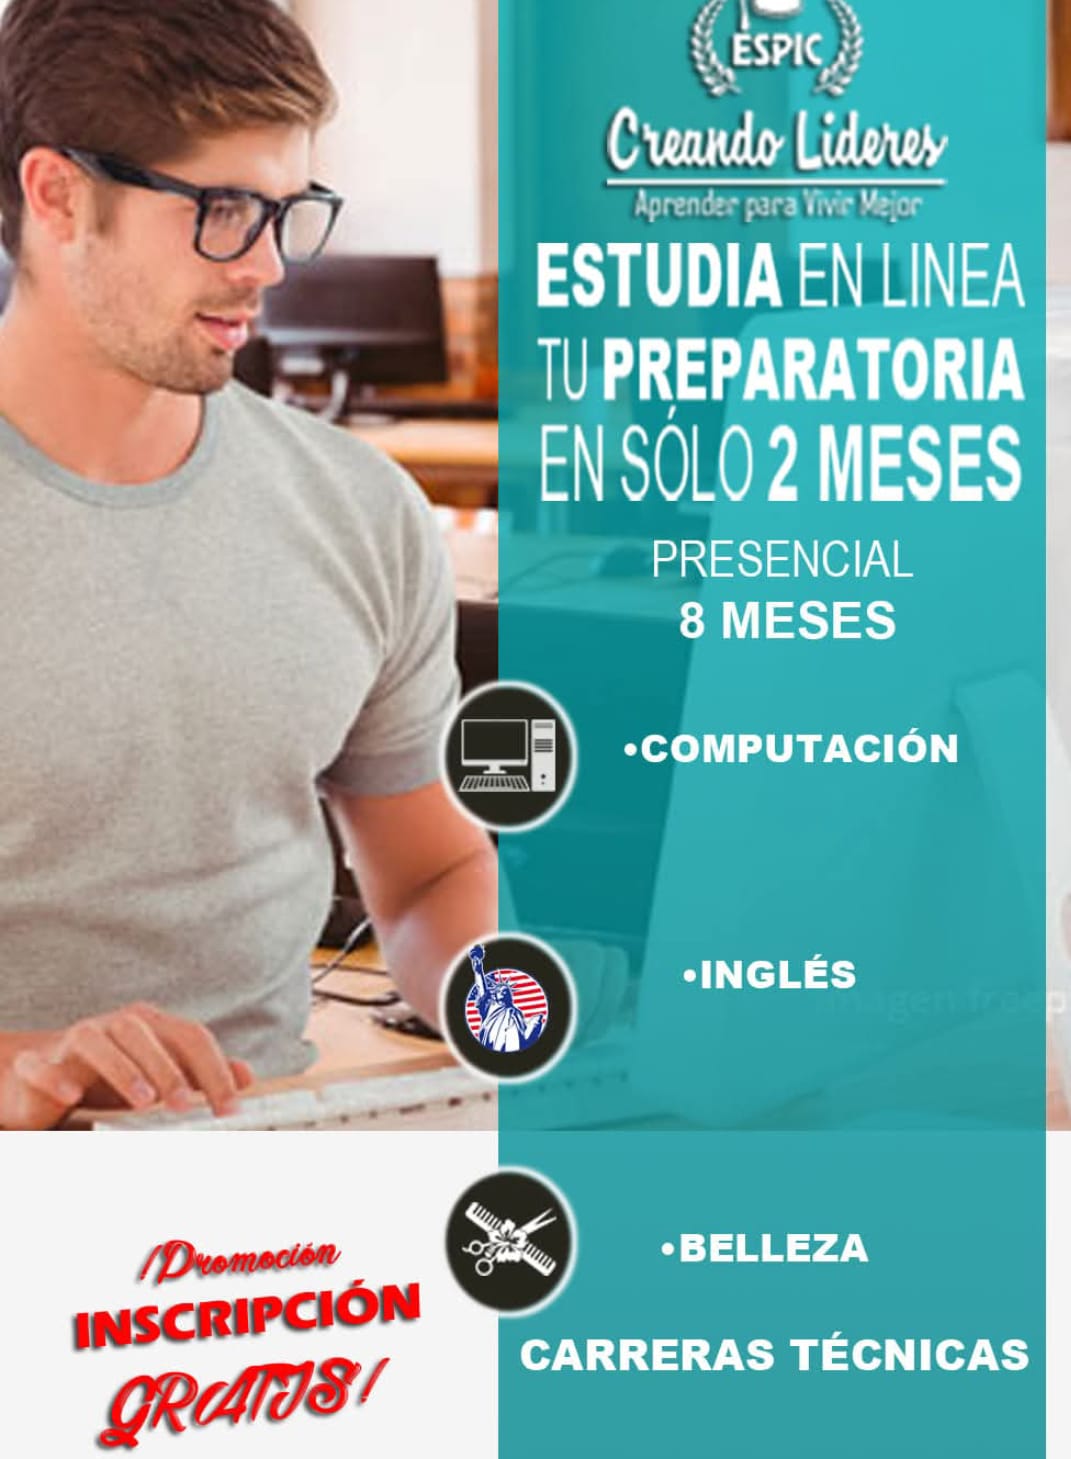 ESPIC
Creando Lideres
Aprender para Vivir Mejor
ESTUDIA EN LINEA
TU PREPARATORIA
EN SÓLO 2 MESES
PRESENCIAL
8 MESES
•COMPUTACIÓN
•INGLÉS
•BELLEZA
CARRERAS TÉCNICAS
¡Promoción
INSCRIPCIÓN
GRATIS!